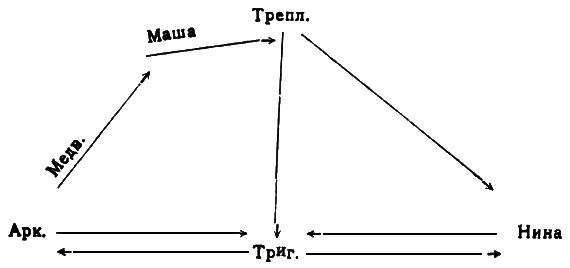 Трепл.
Маша
Медв.
Арк.
Нина
Триг.